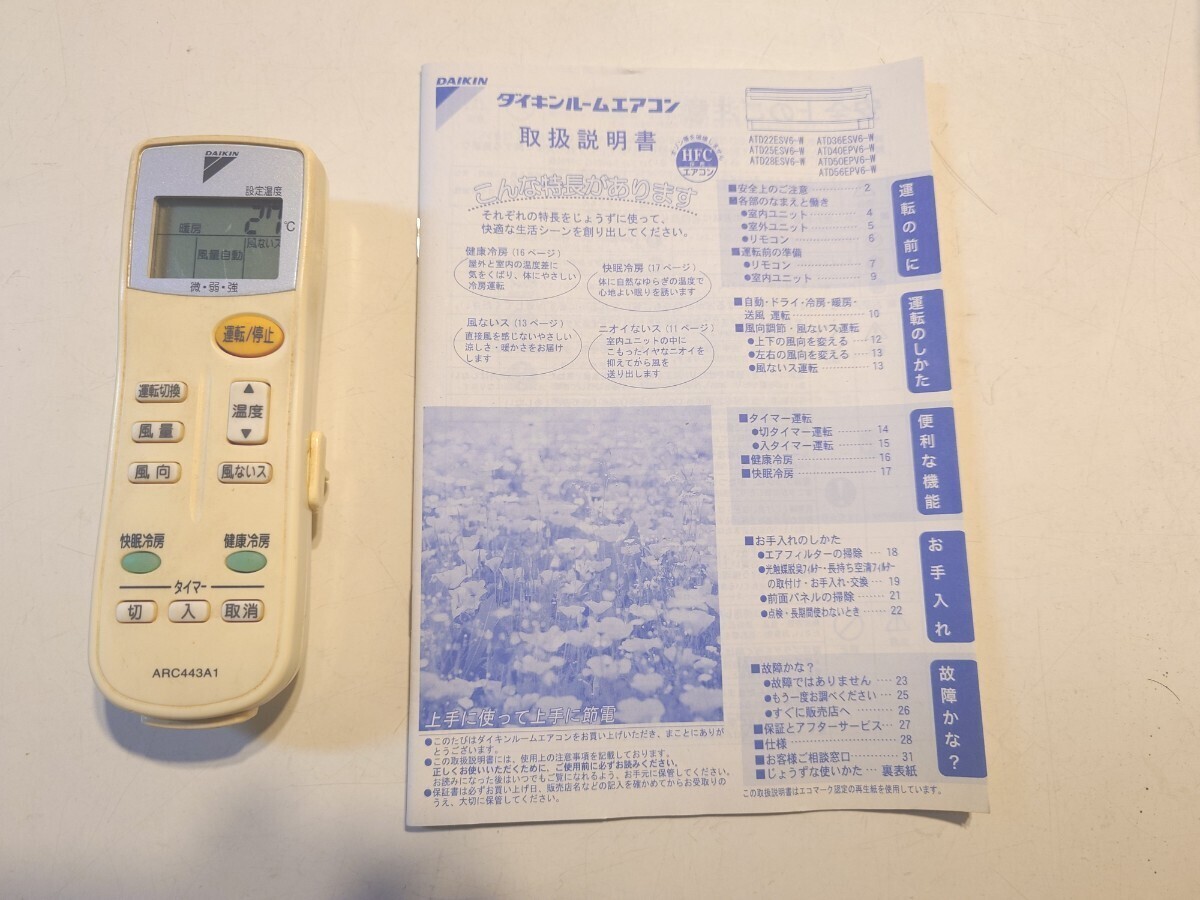 DAIKIN
設定温度
暖房
27℃
風量自動
風ないス
微・弱・強
運転/停止
運転切換
▲
温度
▼
風量
風向
風ないス
快眠冷房
健康冷房
タイマー
切
入
取消
ARC443A1
DAIKIN
ダイキンルームエアコン
取扱説明書
HFC
エアコン
ATD22ESV6-W ATD36ESV6-W
ATD25ESV6-W ATD40EPV6-W
ATD28ESV6-W ATD50EPV6-W
ATD56EPV6-W
こんな特長があります
それぞれの特長をじょうずに使って、
快適な生活シーンを創り出してください。
健康冷房(16ページ)
屋外と室内の温度差に
気をくばり、体にやさしい
冷房運転
快眠冷房(17ページ)
体に自然なゆらぎの温度で
心地よい眠りを誘います
風ないス(13ページ)
直接風を感じないやさしい
涼しさ・暖かさをお届け
します
ニオイないス(11ページ)
室内ユニットの中に
こもったイヤなニオイを
抑えてから風を
送り出します
上手に使って上手に節電
●このたびはダイキンルームエアコンをお買い上げいただき、まことにありが
とうございます。
●この取扱説明書には、使用上の注意事項を記載しております。
正しくお使いいただくために、ご使用前に必ずお読みください。
お読みになった後はいつでもご覧になれるよう、お手元に保管してください。
●保証書は必ずお買い上げ日、販売店名などの記入を確かめてからお受取りの
うえ、大切に保管してください。
■安全上のご注意 2
■各部のなまえと働き
●室内ユニット 4
●室外ユニット 5
●リモコン 6
■運転前の準備
●リモコン 7
●室内ユニット 9
運転の前に
■自動・ドライ・冷房・暖房・
送風 運転 10
■風向調節・風ないス運転
●上下の風向を変える 12
●左右の風向を変える 13
●風ないス運転 13
運転のしかた
■タイマー運転
●切タイマー運転 14
●入タイマー運転 15
■健康冷房 16
■快眠冷房 17
便利な機能
■お手入れのしかた
●エアフィルターの掃除 18
●光触媒脱臭フィルター・長持ち空清フィルター
の取付け・お手入れ・交換 19
●前面パネルの掃除 21
●点検・長期間使わないとき 22
お手入れ
■故障かな?
●故障ではありません 23
●もう一度お調べください 25
●すぐに販売店へ 26
■保証とアフターサービス 27
■仕様 28
■お客様ご相談窓口 31
■じょうずな使いかた 裏表紙
故障かな?
この取扱説明書はエコマーク認定の再生紙を使用しています。